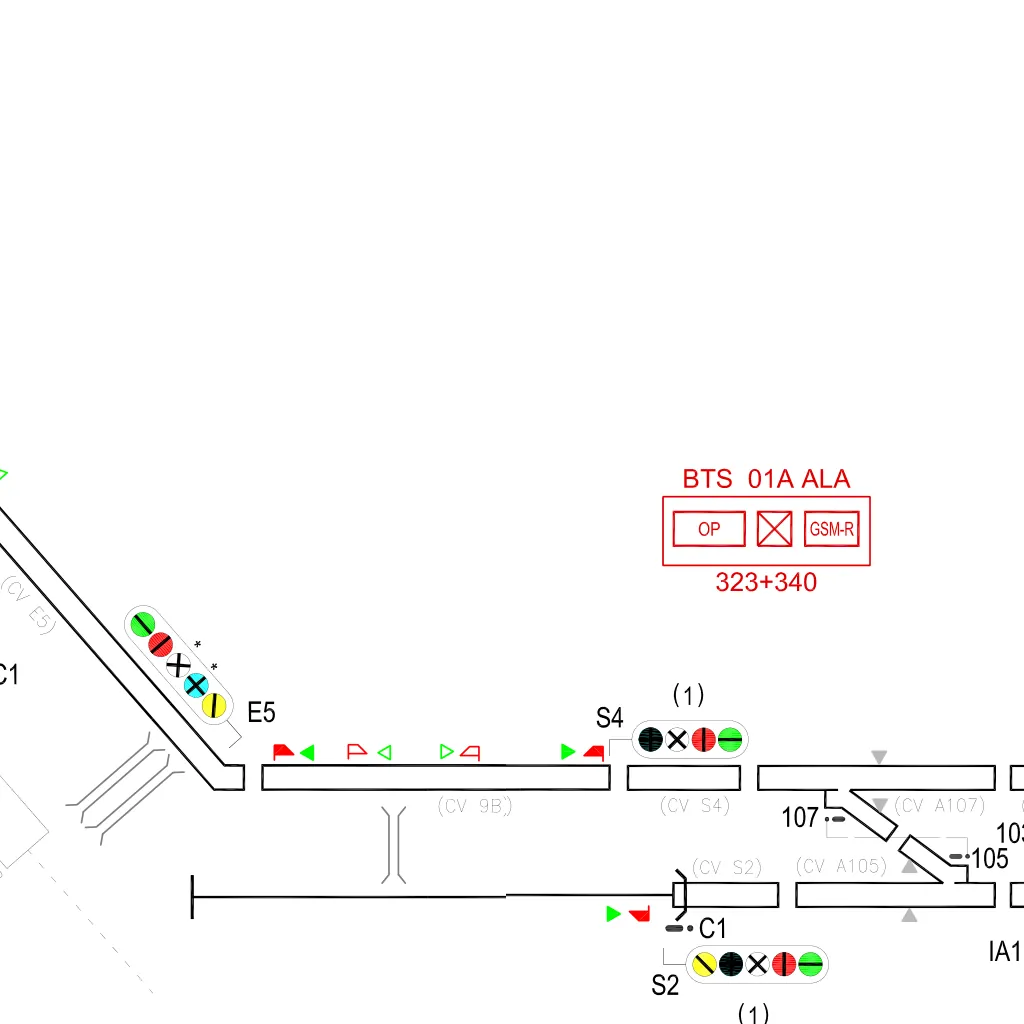 BTS 01A ALA
OP
GSM-R
323+340
(CV E5)
* *
C1
E5
(1)
S4
(CV 9B)
(CV S4)
(CV A107)
107
103
105
(CV S2)
(CV A105)
C1
IA1
S2
(1)